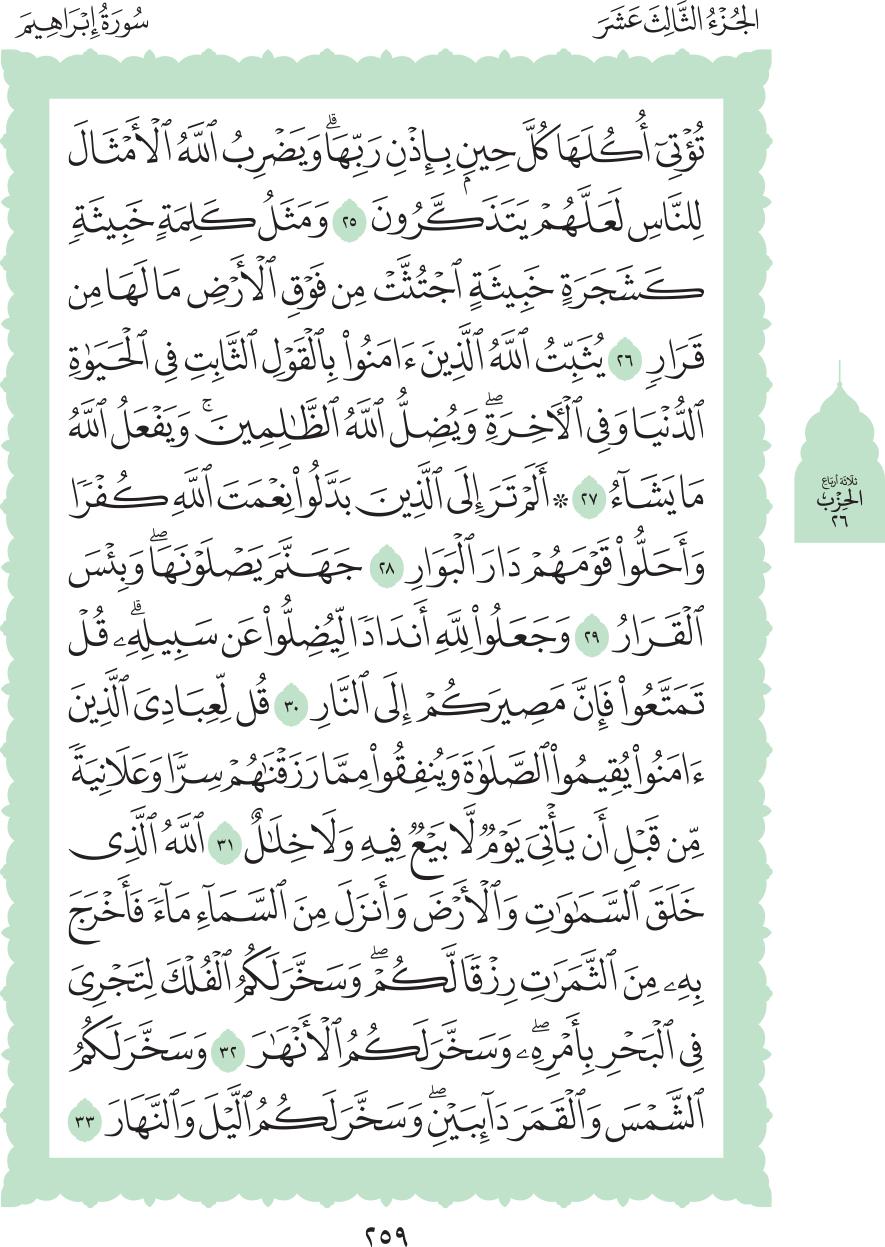 الجُزْءُ الثَّالِثَ عَشَرَ
سُورَةُ إِبْرَاهِيمَ
تُؤْتِىٓ أُكُلَهَا كُلَّ حِينٍۭ بِإِذْنِ رَبِّهَاۗ وَيَضْرِبُ ٱللَّهُ ٱلْأَمْثَالَ
لِلنَّاسِ لَعَلَّهُمْ يَتَذَكَّرُونَ ٢٥ وَمَثَلُ كَلِمَةٍ خَبِيثَةٍ
كَشَجَرَةٍ خَبِيثَةٍ ٱجْتُثَّتْ مِن فَوْقِ ٱلْأَرْضِ مَا لَهَا مِن
قَرَارٍ ٢٦ يُثَبِّتُ ٱللَّهُ ٱلَّذِينَ ءَامَنُوا۟ بِٱلْقَوْلِ ٱلثَّابِتِ فِى ٱلْحَيَوٰةِ
ٱلدُّنْيَا وَفِى ٱلْـَٔاخِرَةِۖ وَيُضِلُّ ٱللَّهُ ٱلظَّـٰلِمِينَۚ وَيَفْعَلُ ٱللَّهُ
مَا يَشَآءُ ٢٧ ۞ أَلَمْ تَرَ إِلَى ٱلَّذِينَ بَدَّلُوا۟ نِعْمَتَ ٱللَّهِ كُفْرًا
وَأَحَلُّوا۟ قَوْمَهُمْ دَارَ ٱلْبَوَارِ ٢٨ جَهَنَّمَ يَصْلَوْنَهَاۖ وَبِئْسَ
ٱلْقَرَارُ ٢٩ وَجَعَلُوا۟ لِلَّهِ أَندَادًا لِّيُضِلُّوا۟ عَن سَبِيلِهِۦۗ قُلْ
تَمَتَّعُوا۟ فَإِنَّ مَصِيرَكُمْ إِلَى ٱلنَّارِ ٣٠ قُل لِّعِبَادِىَ ٱلَّذِينَ
ءَامَنُوا۟ يُقِيمُوا۟ ٱلصَّلَوٰةَ وَيُنفِقُوا۟ مِمَّا رَزَقْنَـٰهُمْ سِرًّا وَعَلَانِيَةً
مِّن قَبْلِ أَن يَأْتِىَ يَوْمٌ لَّا بَيْعٌ فِيهِ وَلَا خِلَـٰلٌ ٣١ ٱللَّهُ ٱلَّذِى
خَلَقَ ٱلسَّمَـٰوَٰتِ وَٱلْأَرْضَ وَأَنزَلَ مِنَ ٱلسَّمَآءِ مَآءً فَأَخْرَجَ
بِهِۦ مِنَ ٱلثَّمَرَٰتِ رِزْقًا لَّكُمْۖ وَسَخَّرَ لَكُمُ ٱلْفُلْكَ لِتَجْرِىَ
فِى ٱلْبَحْرِ بِأَمْرِهِۦۖ وَسَخَّرَ لَكُمُ ٱلْأَنْهَـٰرَ ٣٢ وَسَخَّرَ لَكُمُ
ٱلشَّمْسَ وَٱلْقَمَرَ دَآئِبَيْنِۖ وَسَخَّرَ لَكُمُ ٱلَّيْلَ وَٱلنَّهَارَ ٣٣
ثلاثة أرباع
الحِزْب
٢٦
٢٥٩